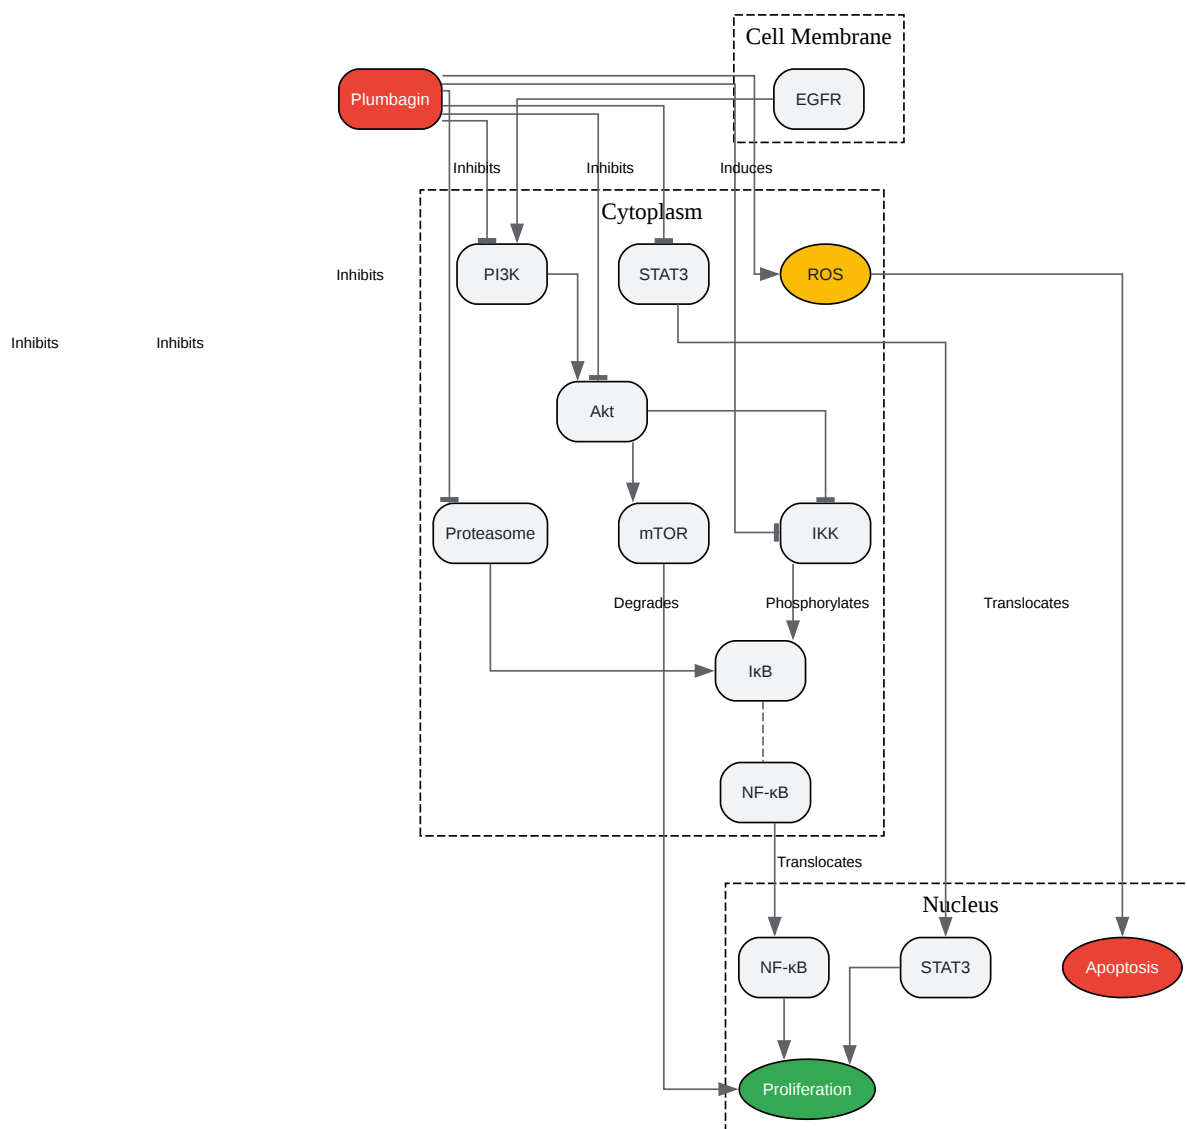 Cell Membrane
Plumbagin
EGFR
Inhibits
Inhibits
Induces
Cytoplasm
Inhibits
PI3K
STAT3
ROS
Inhibits
Inhibits
Akt
Proteasome
mTOR
IKK
Degrades
Phosphorylates
Translocates
IκB
NF-κB
Translocates
Nucleus
NF-κB
STAT3
Apoptosis
Proliferation